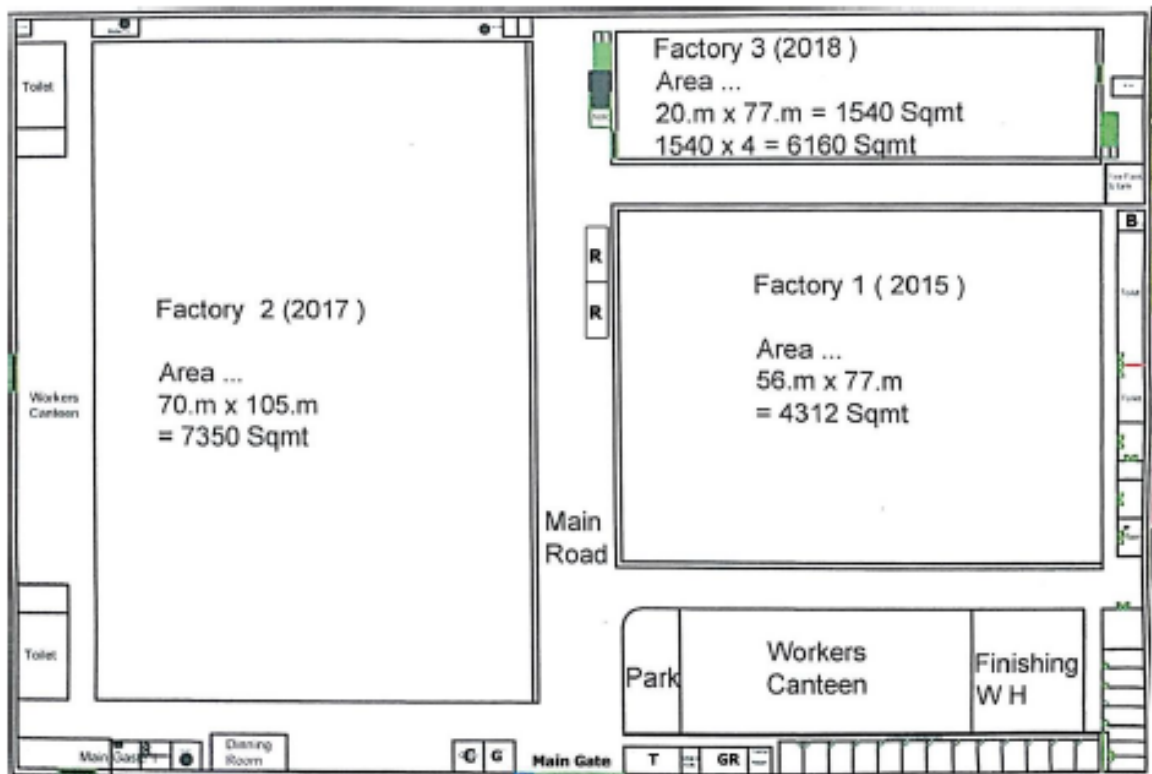 Toilet
Factory 3 (2018 )
Area ...
20.m x 77.m = 1540 Sqmt
1540 x 4 = 6160 Sqmt
B
R
R
Factory 2 (2017 )
Area ...
70.m x 105.m
= 7350 Sqmt
Factory 1 ( 2015 )
Area ...
56.m x 77.m
= 4312 Sqmt
Workers
Canteen
Toilet
Toilet
Main
Road
Toilet
Park
Workers
Canteen
Finishing
W H
Main
Dinning
Room
G
Main Gate
T
GR